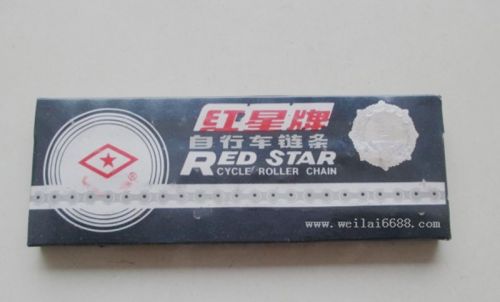 红星牌
自行车链条
RED STAR
CYCLE ROLLER CHAIN
®
www.weilai6688.com